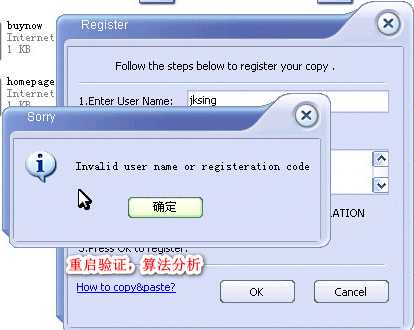 buynow
Internet
1 KB
homepage
Internet
1 KB
Register
Follow the steps below to register your copy .
1.Enter User Name:
jksing
Sorry
Invalid user name or registeration code
确定
ATION
3.Press OK to register.
重启验证，算法分析
How to copy&paste?
OK
Cancel